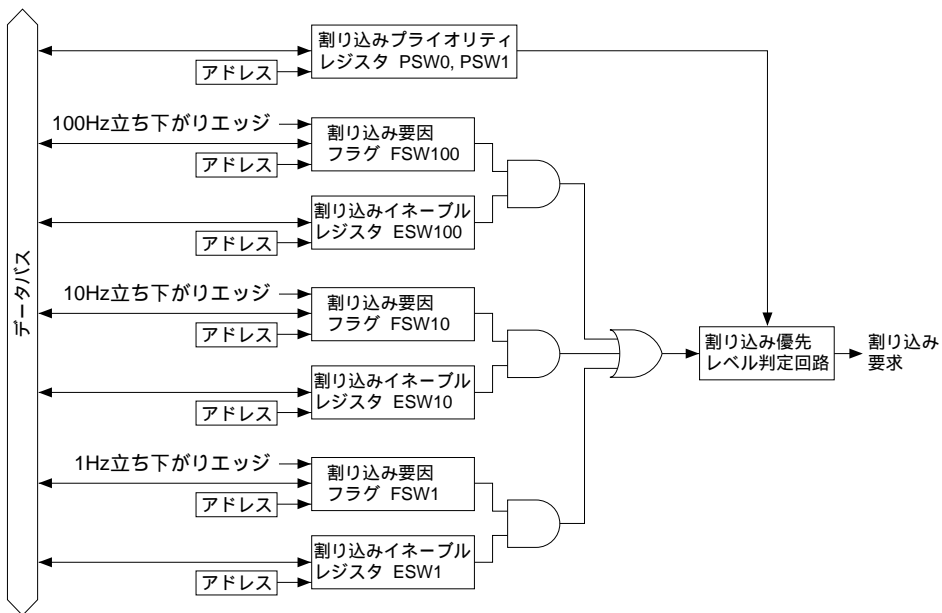 割り込みプライオリティ
レジスタ PSW0, PSW1
アドレス
100Hz立ち下がりエッジ
割り込み要因
フラグ FSW100
アドレス
割り込みイネーブル
レジスタ ESW100
アドレス
データバス
10Hz立ち下がりエッジ
割り込み要因
フラグ FSW10
アドレス
割り込みイネーブル
レジスタ ESW10
アドレス
割り込み優先
レベル判定回路
割り込み
要求
1Hz立ち下がりエッジ
割り込み要因
フラグ FSW1
アドレス
割り込みイネーブル
レジスタ ESW1
アドレス